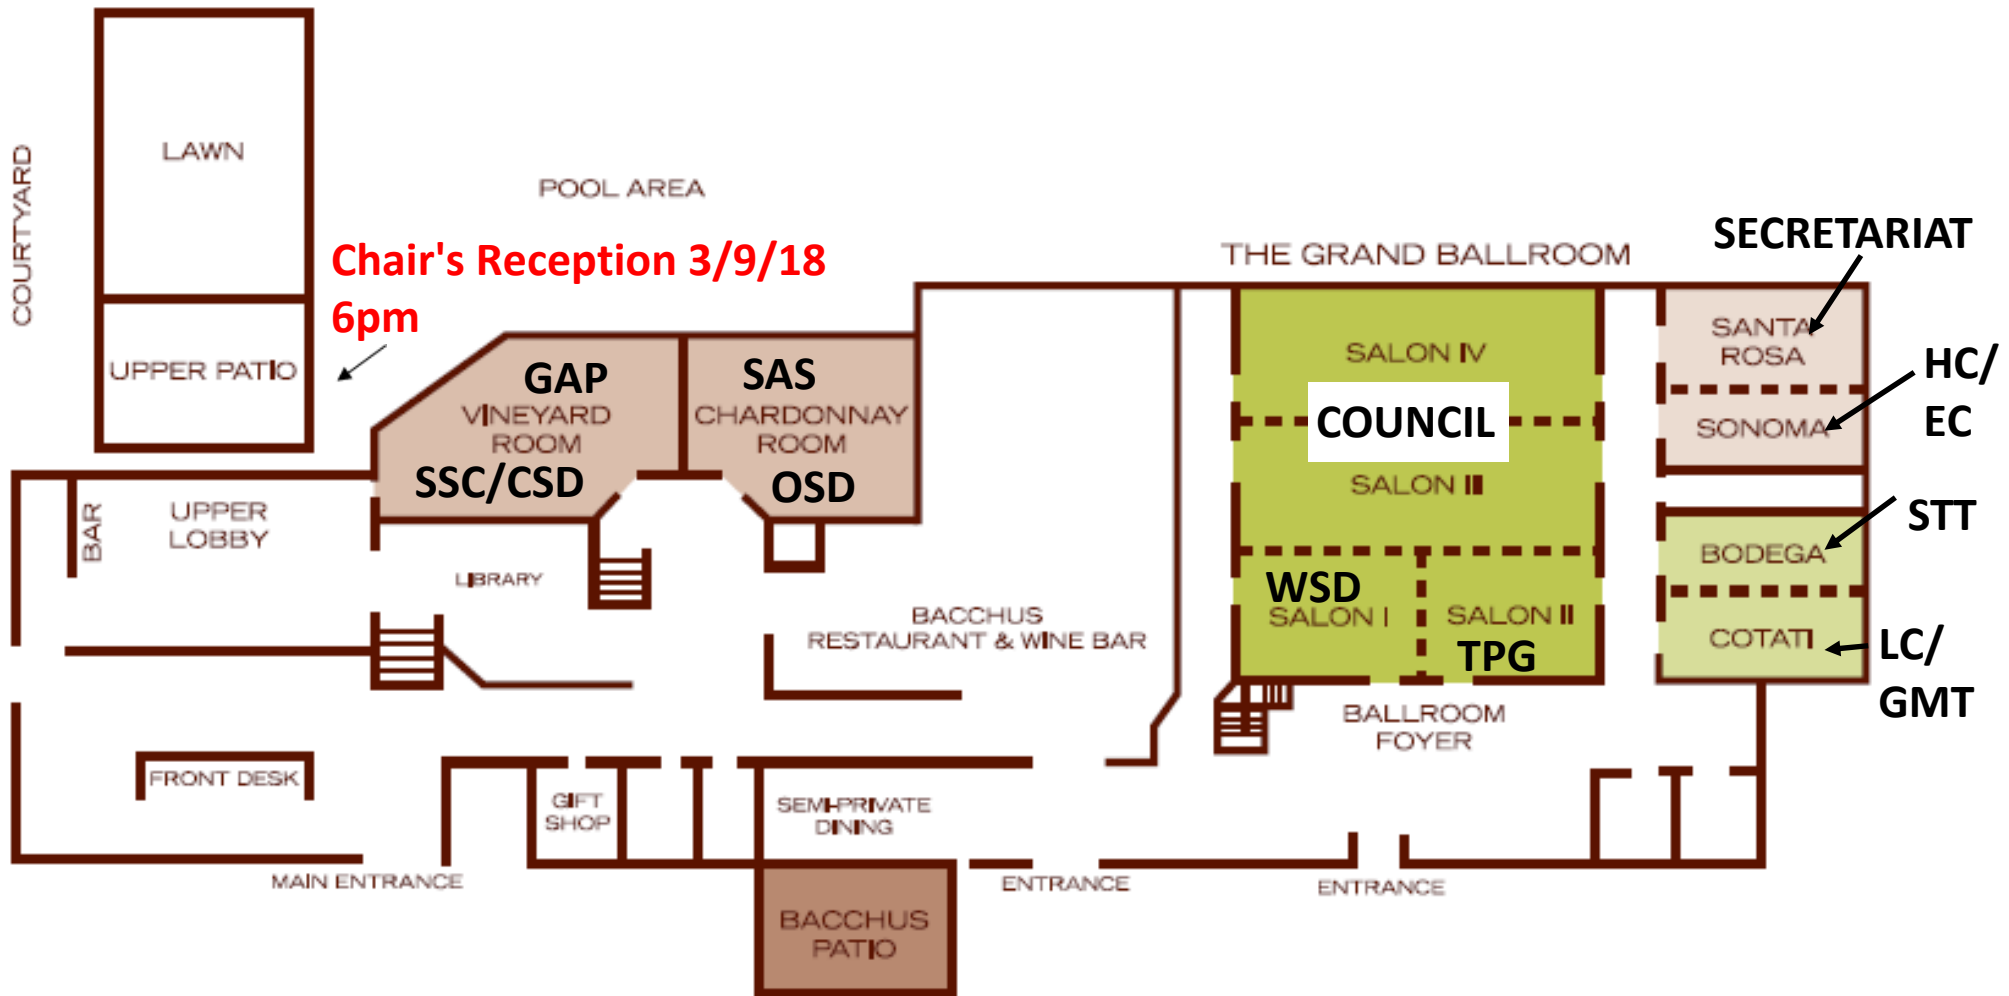 COURTYARD
LAWN
UPPER PATIO
POOL AREA
Chair's Reception 3/9/18
6pm
GAP
VINEYARD
ROOM
SSC/CSD
SAS
CHARDONNAY
ROOM
OSD
BAR
UPPER
LOBBY
LIBRARY
BACCHUS
RESTAURANT & WINE BAR
THE GRAND BALLROOM
SALON IV
COUNCIL
SALON III
WSD
SALON I
SALON II
TPG
BALLROOM
FOYER
SECRETARIAT
SANTA
ROSA
HC/
EC
SONOMA
STT
BODEGA
COTATI
LC/
GMT
FRONT DESK
GIFT
SHOP
SEMI-PRIVATE
DINING
MAIN ENTRANCE
ENTRANCE
ENTRANCE
BACCHUS
PATIO